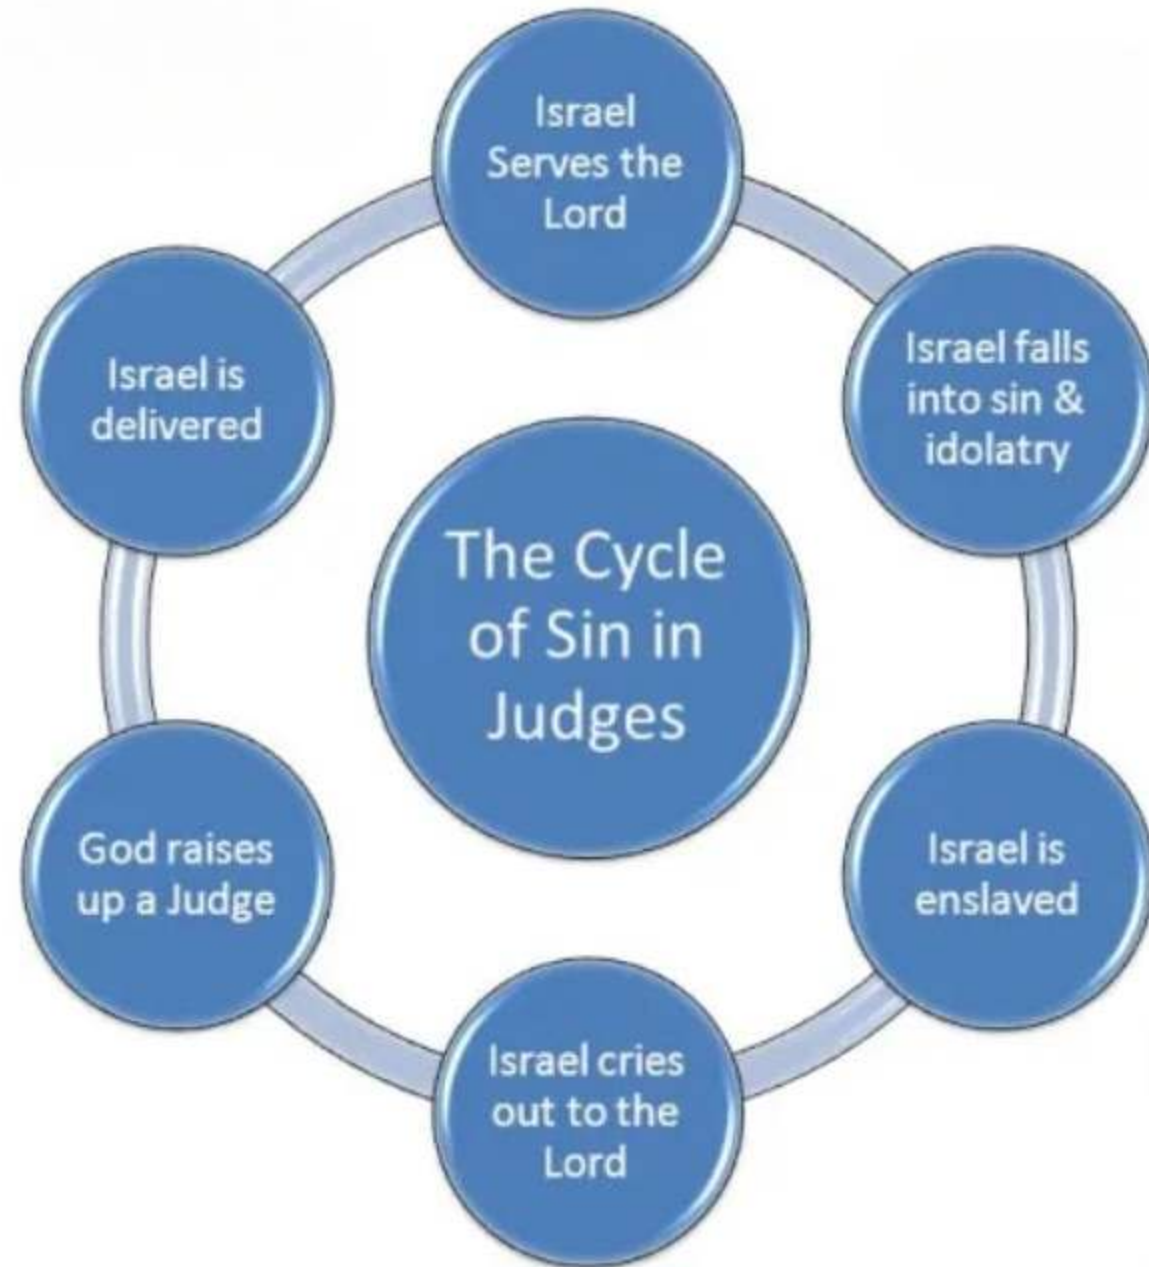 Israel
Serves the
Lord
Israel falls
into sin &
idolatry
Israel is
enslaved
Israel cries
out to the
Lord
God raises
up a Judge
Israel is
delivered
The Cycle
of Sin in
Judges